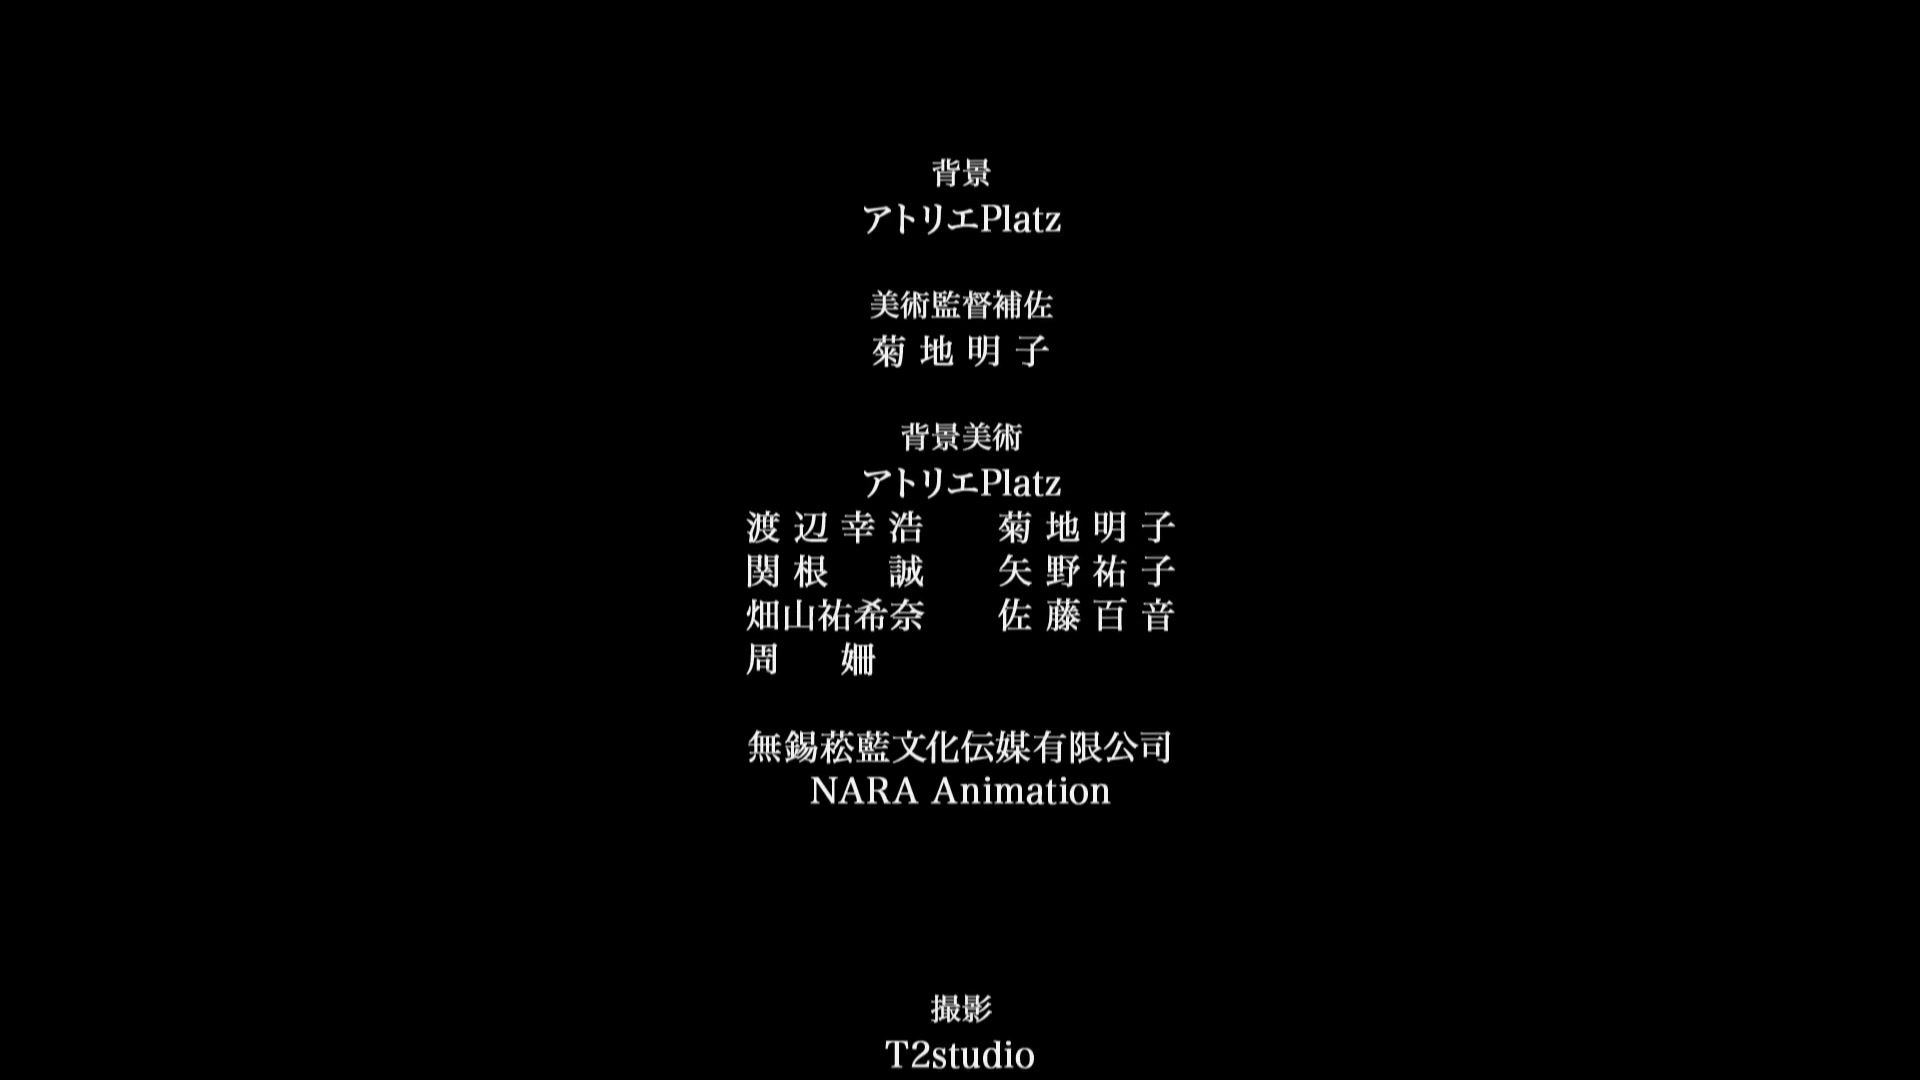 背景
アトリエPlatz
美術監督補佐
菊地明子
背景美術
アトリエPlatz
渡辺幸浩　菊地明子
関根　誠　矢野祐子
畑山祐希奈　佐藤百音
周　姍
無錫菘藍文化伝媒有限公司
NARA Animation
撮影
T2studio